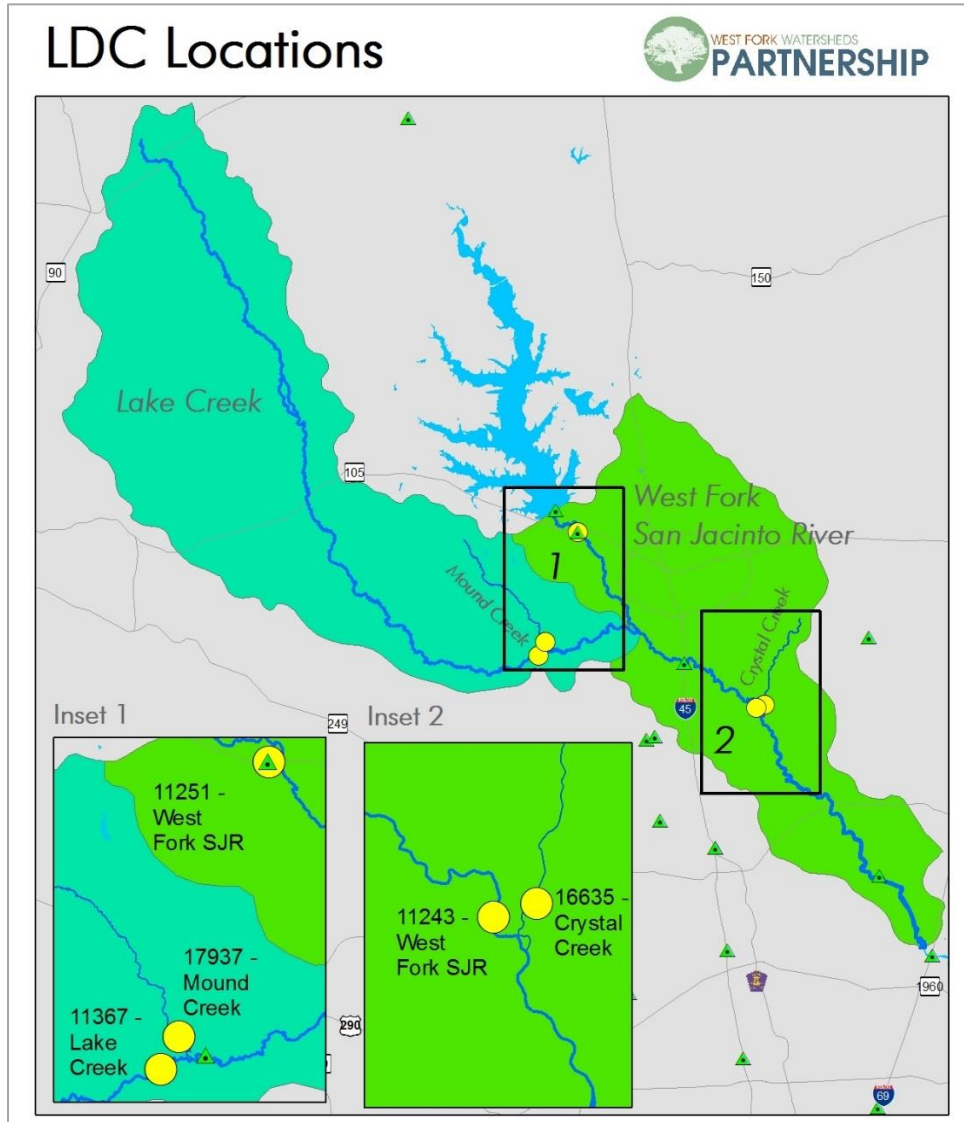 LDC Locations
WEST FORK WATERSHEDS
PARTNERSHIP
90
150
Lake Creek
105
West Fork
San Jacinto River
1
Mound Creek
Crystal Creek
45
2
249
Inset 1
Inset 2
11251 -
West
Fork SJR
17937 -
Mound
Creek
11367 -
Lake
Creek
11243 -
West
Fork SJR
16635 -
Crystal
Creek
290
1960
69